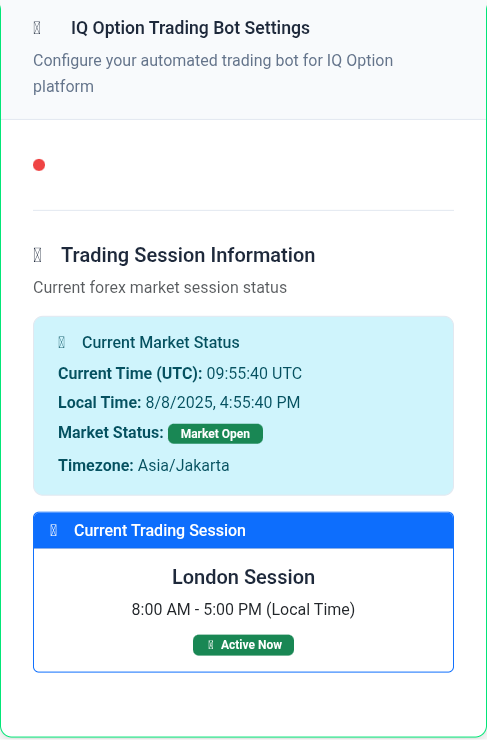 IQ Option Trading Bot Settings
Configure your automated trading bot for IQ Option
platform
Trading Session Information
Current forex market session status
Current Market Status
Current Time (UTC): 09:55:40 UTC
Local Time: 8/8/2025, 4:55:40 PM
Market Status: Market Open
Timezone: Asia/Jakarta
Current Trading Session
London Session
8:00 AM - 5:00 PM (Local Time)
Active Now